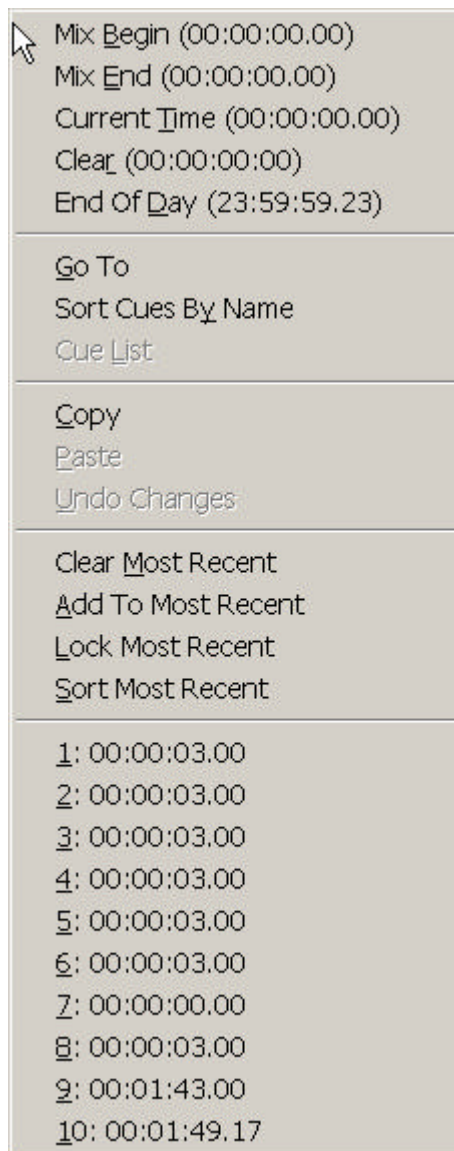 Mix Begin (00:00:00.00)
Mix End (00:00:00.00)
Current Time (00:00:00.00)
Clear (00:00:00:00)
End Of Day (23:59:59.23)
Go To
Sort Cues By Name
Cue List
Copy
Paste
Undo Changes
Clear Most Recent
Add To Most Recent
Lock Most Recent
Sort Most Recent
1: 00:00:03.00
2: 00:00:03.00
3: 00:00:03.00
4: 00:00:03.00
5: 00:00:03.00
6: 00:00:03.00
7: 00:00:00.00
8: 00:00:03.00
9: 00:01:43.00
10: 00:01:49.17